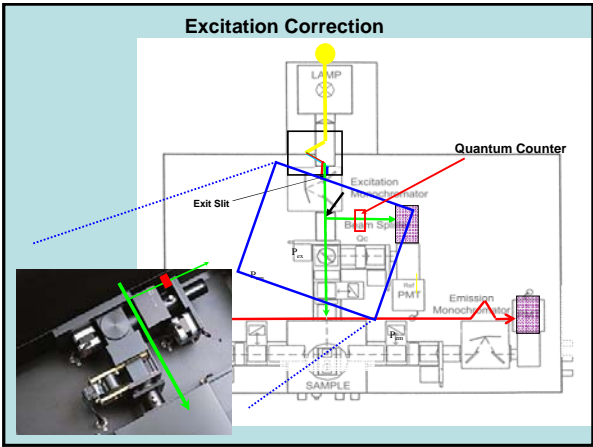 Excitation Correction
LAMP
Quantum Counter
Excitation
Monochromator
Exit Slit
Beam Splitter
Qc
Pex
Ref
PMT
Emission
Monochromator
Pem
SAMPLE